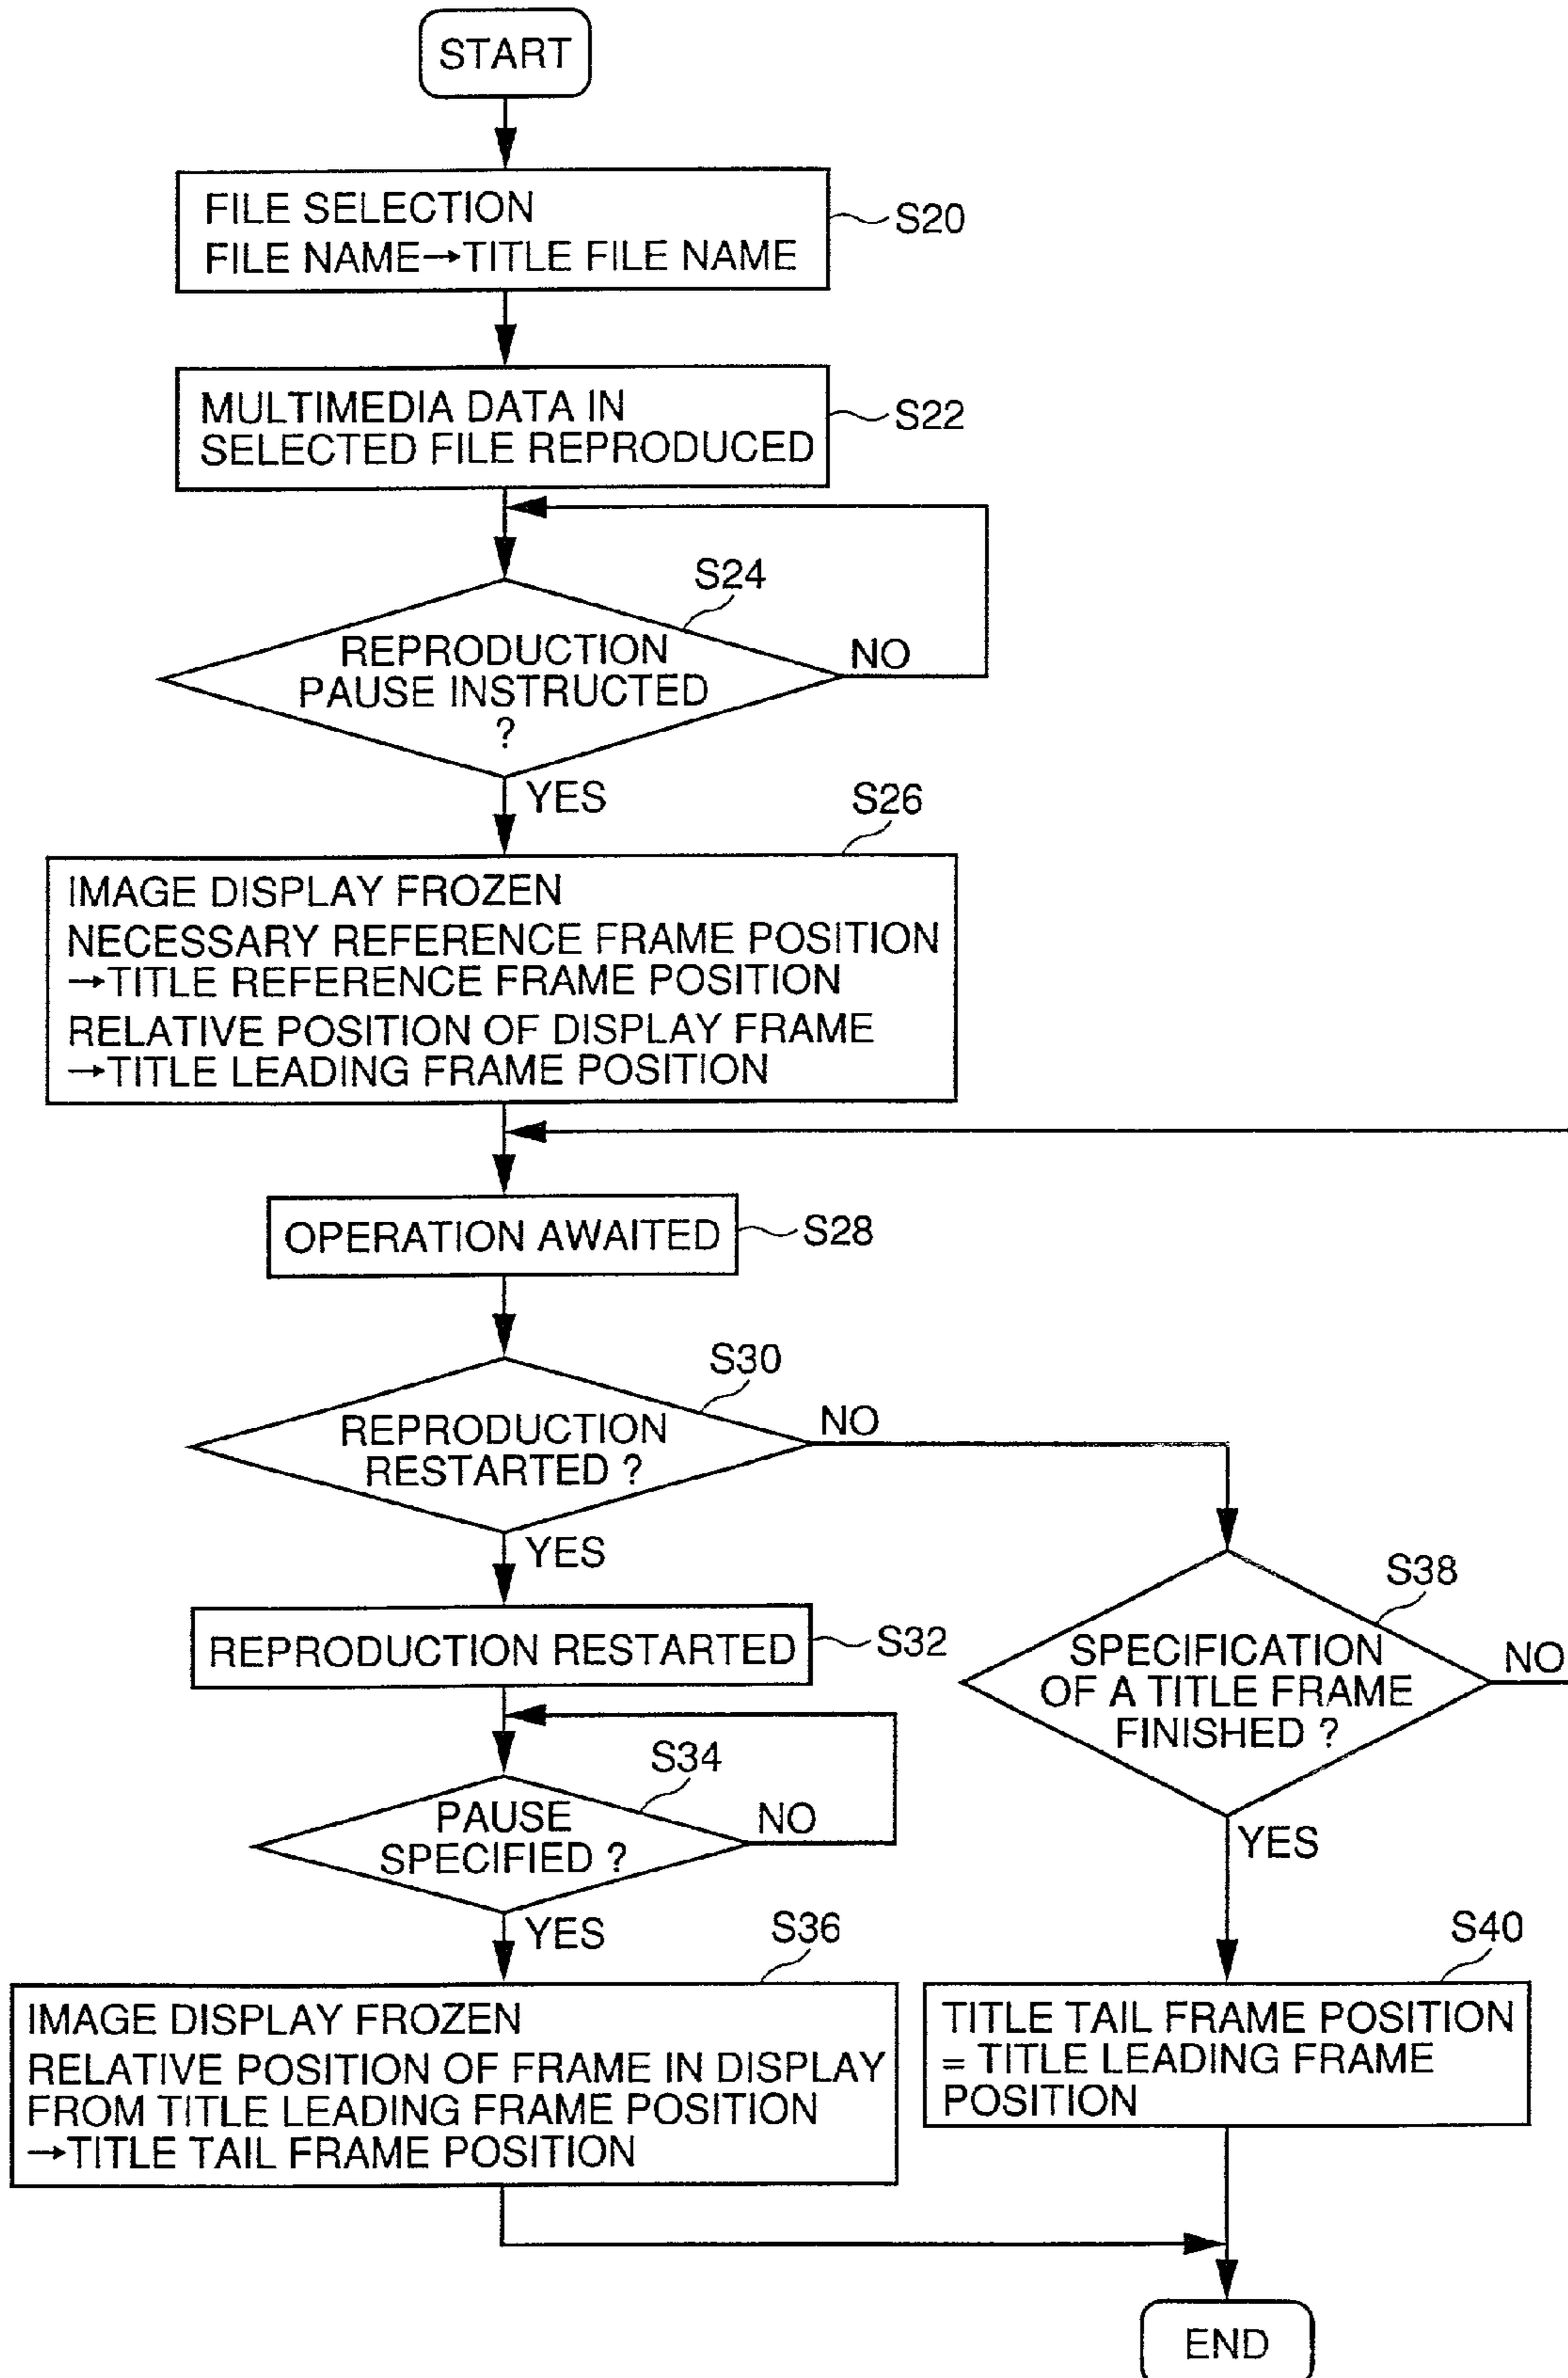 START
FILE SELECTION
FILE NAME→TITLE FILE NAME
S20
MULTIMEDIA DATA IN
SELECTED FILE REPRODUCED
S22
S24
REPRODUCTION
PAUSE INSTRUCTED
?
NO
YES
S26
IMAGE DISPLAY FROZEN
NECESSARY REFERENCE FRAME POSITION
→TITLE REFERENCE FRAME POSITION
RELATIVE POSITION OF DISPLAY FRAME
→TITLE LEADING FRAME POSITION
OPERATION AWAITED
S28
S30
REPRODUCTION
RESTARTED ?
NO
YES
REPRODUCTION RESTARTED
S32
S38
SPECIFICATION
OF A TITLE FRAME
FINISHED ?
NO
YES
S34
PAUSE
SPECIFIED ?
NO
YES
S36
IMAGE DISPLAY FROZEN
RELATIVE POSITION OF FRAME IN DISPLAY
FROM TITLE LEADING FRAME POSITION
→TITLE TAIL FRAME POSITION
S40
TITLE TAIL FRAME POSITION
= TITLE LEADING FRAME
POSITION
END